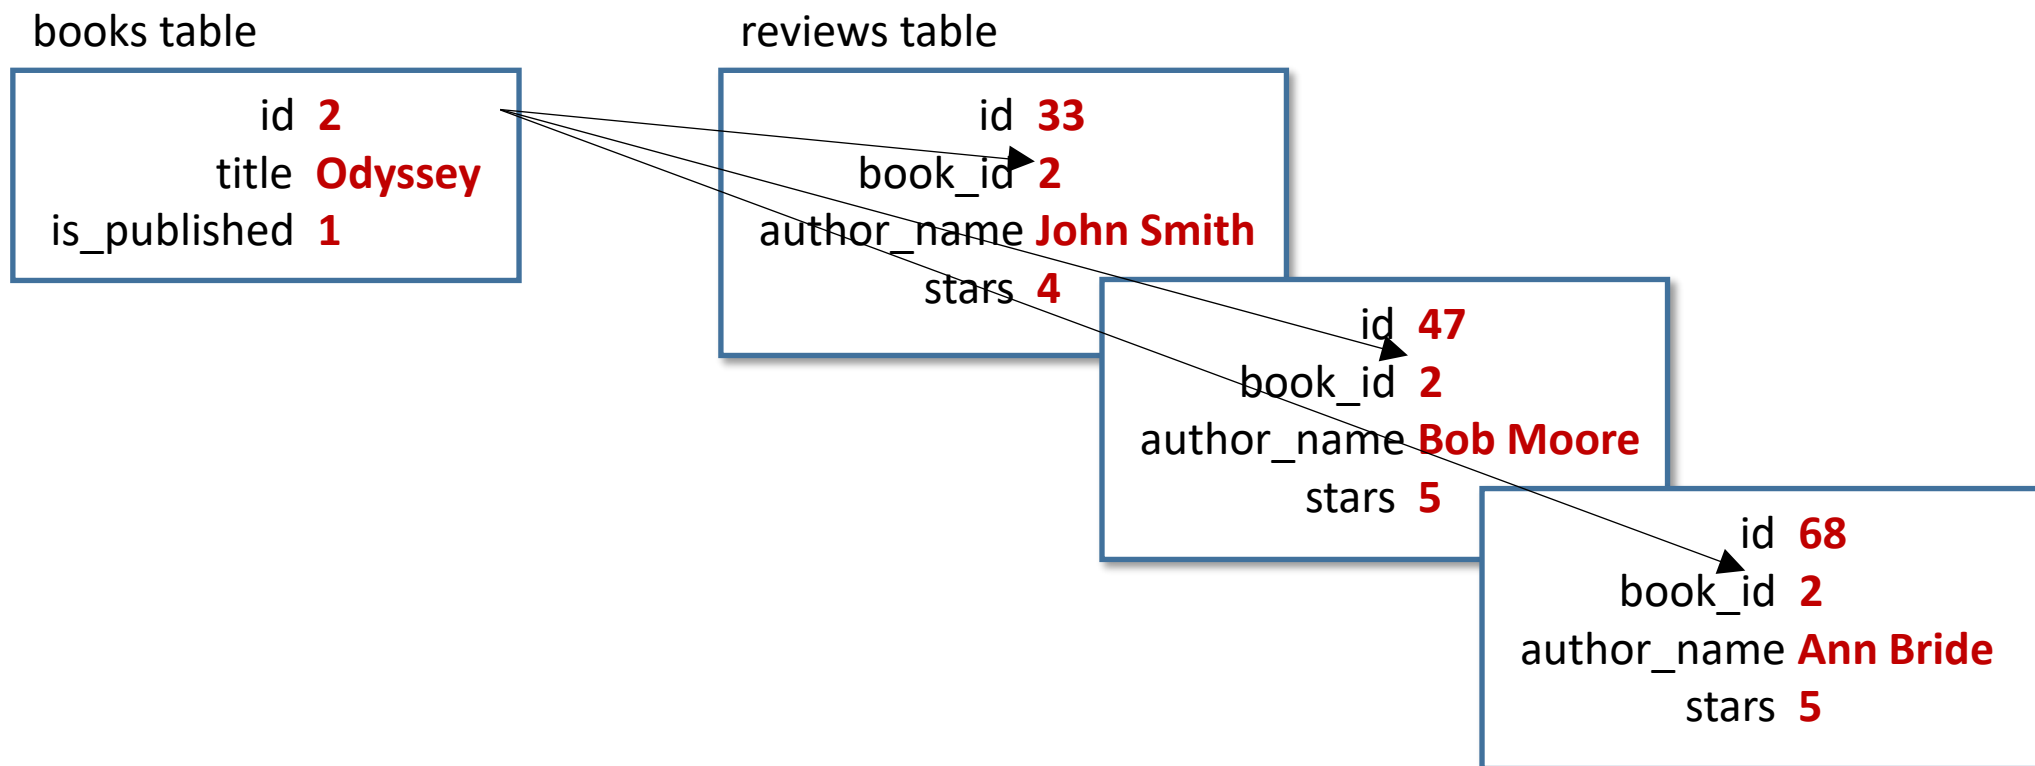 books table
id 2
title Odyssey
is_published 1
reviews table
id 33
book_id 2
author_name John Smith
stars 4
id 47
book_id 2
author_name Bob Moore
stars 5
id 68
book_id 2
author_name Ann Bride
stars 5